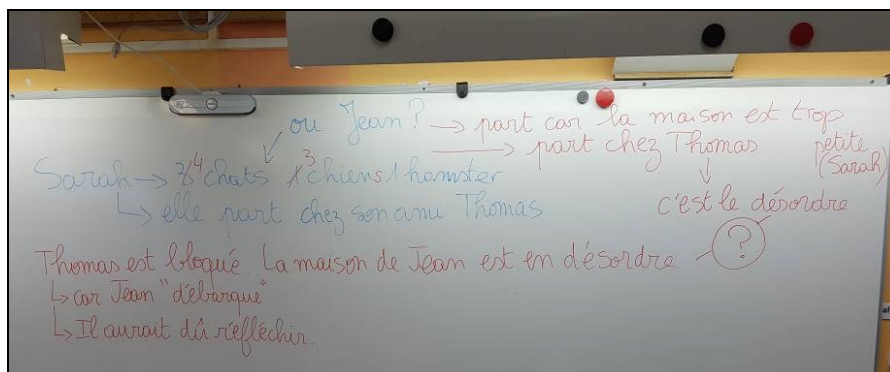 ou Jean? → part car la maison est trop petite (Sarah)
→ part chez Thomas
Sarah → 4 chats 3 chiens 1 hamster
↳ elle part chez son ami Thomas
c'est le désordre
Thomas est bloqué. La maison de Jean est en désordre ?
↳ car Jean "débarque"
↳ Il aurait dû réfléchir.